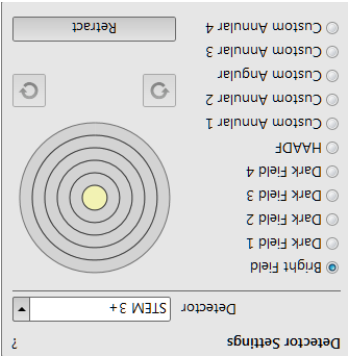 Detector Settings ?
Detector STEM 3+
Bright Field
Dark Field 1
Dark Field 2
Dark Field 3
Dark Field 4
HAADF
Custom Annular 1
Custom Annular 2
Custom Angular
Custom Annular 3
Custom Annular 4
Retract